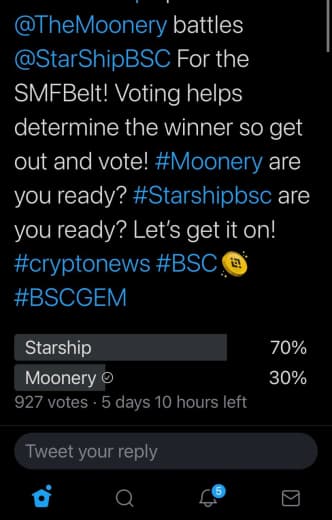 @TheMoonery battles
@StarShipBSC For the
SMFBelt! Voting helps
determine the winner so get
out and vote! #Moonery are
you ready? #Starshipbsc are
you ready? Let's get it on!
#cryptonews #BSC
#BSCGEM
Starship 70%
Moonery 30%
927 votes · 5 days 10 hours left
Tweet your reply
5